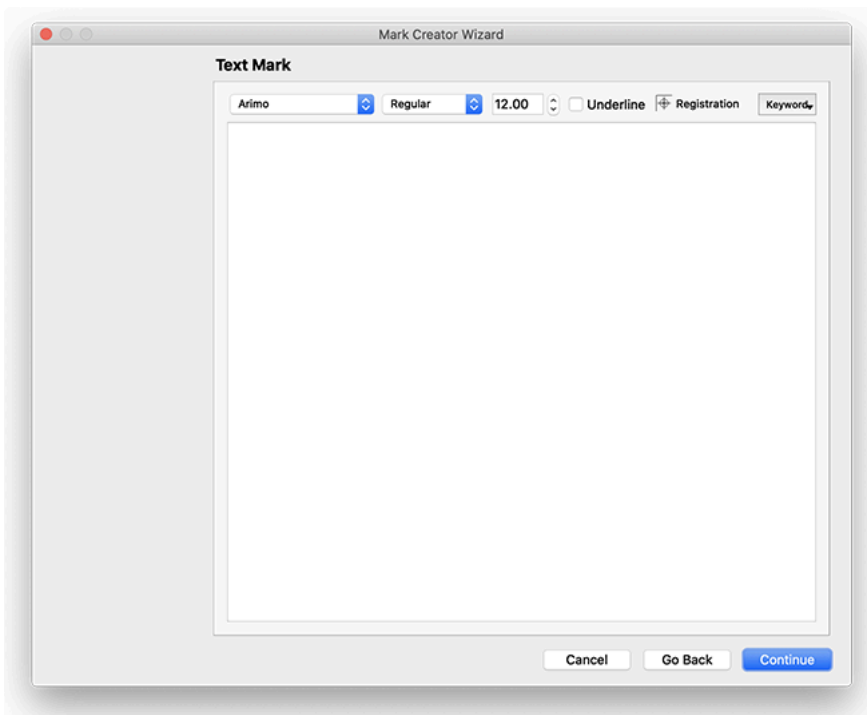 Mark Creator Wizard
Text Mark
Arimo Regular 12.00 Underline Registration Keyword
Cancel Go Back Continue